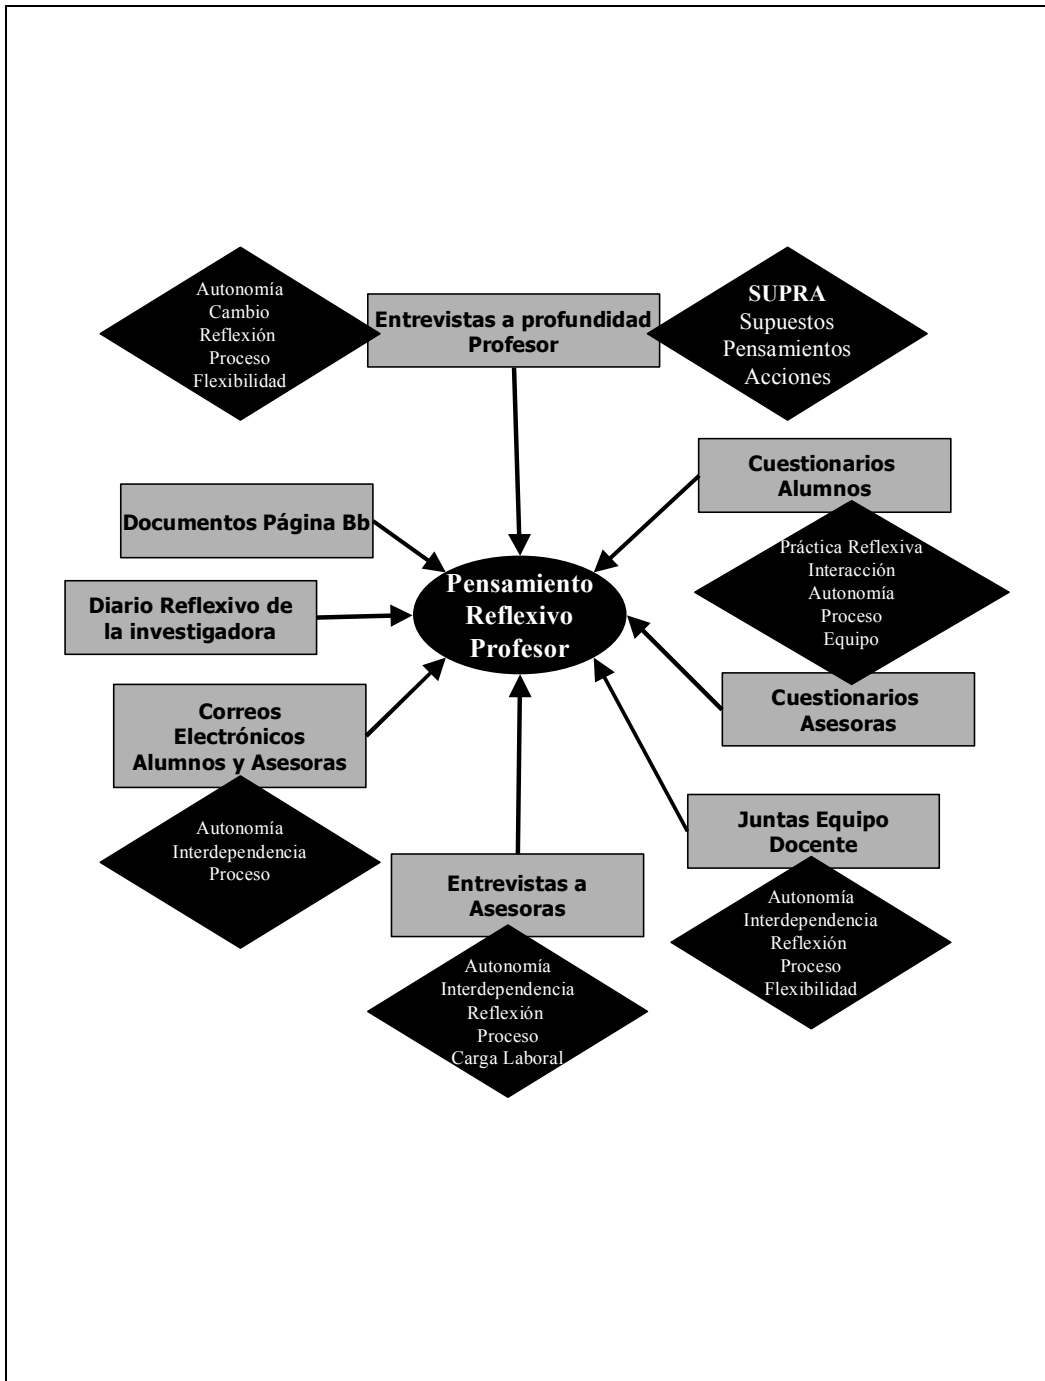 Autonomía
Cambio
Reflexión
Proceso
Flexibilidad
Entrevistas a profundidad
Profesor
SUPRA
Supuestos
Pensamientos
Acciones
Cuestionarios
Alumnos
Documentos Página Bb
Práctica Reflexiva
Interacción
Autonomía
Proceso
Equipo
Pensamiento
Reflexivo
Profesor
Diario Reflexivo de
la investigadora
Cuestionarios
Asesoras
Correos
Electrónicos
Alumnos y Asesoras
Autonomía
Interdependencia
Proceso
Juntas Equipo
Docente
Autonomía
Interdependencia
Reflexión
Proceso
Flexibilidad
Entrevistas a
Asesoras
Autonomía
Interdependencia
Reflexión
Proceso
Carga Laboral